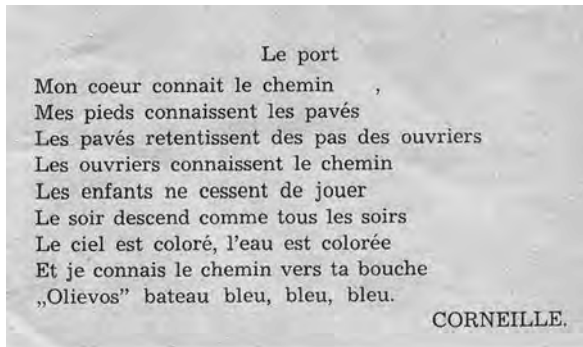 Le port
Mon coeur connait le chemin ,
Mes pieds connaissent les pavés
Les pavés retentissent des pas des ouvriers
Les ouvriers connaissent le chemin
Les enfants ne cessent de jouer
Le soir descend comme tous les soirs
Le ciel est coloré, l'eau est colorée
Et je connais le chemin vers ta bouche
„Olievos” bateau bleu, bleu, bleu.
CORNEILLE.